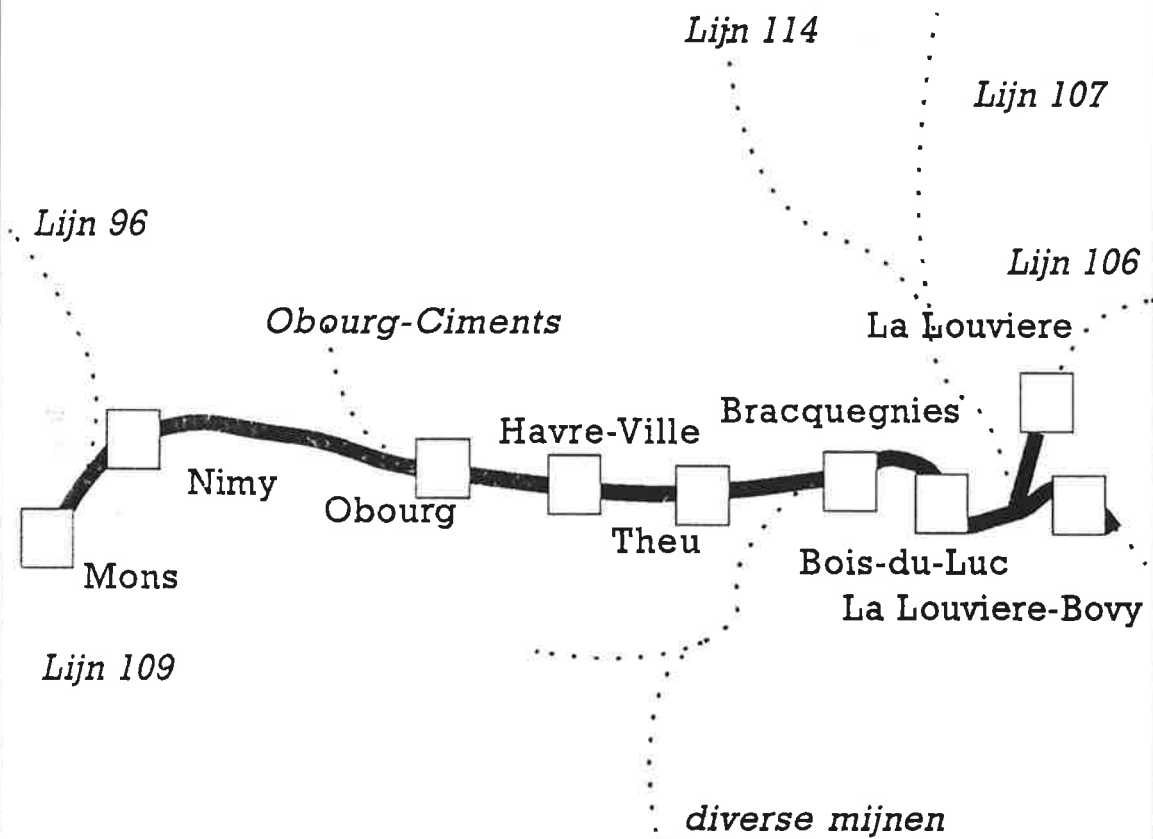 Lijn 114
Lijn 107
Lijn 96
Lijn 106
Obourg-Ciments
La Louviere
Bracquegnies
Havre-Ville
Nimy
Obourg
Theu
Bois-du-Luc
Mons
La Louviere-Bovy
Lijn 109
diverse mijnen